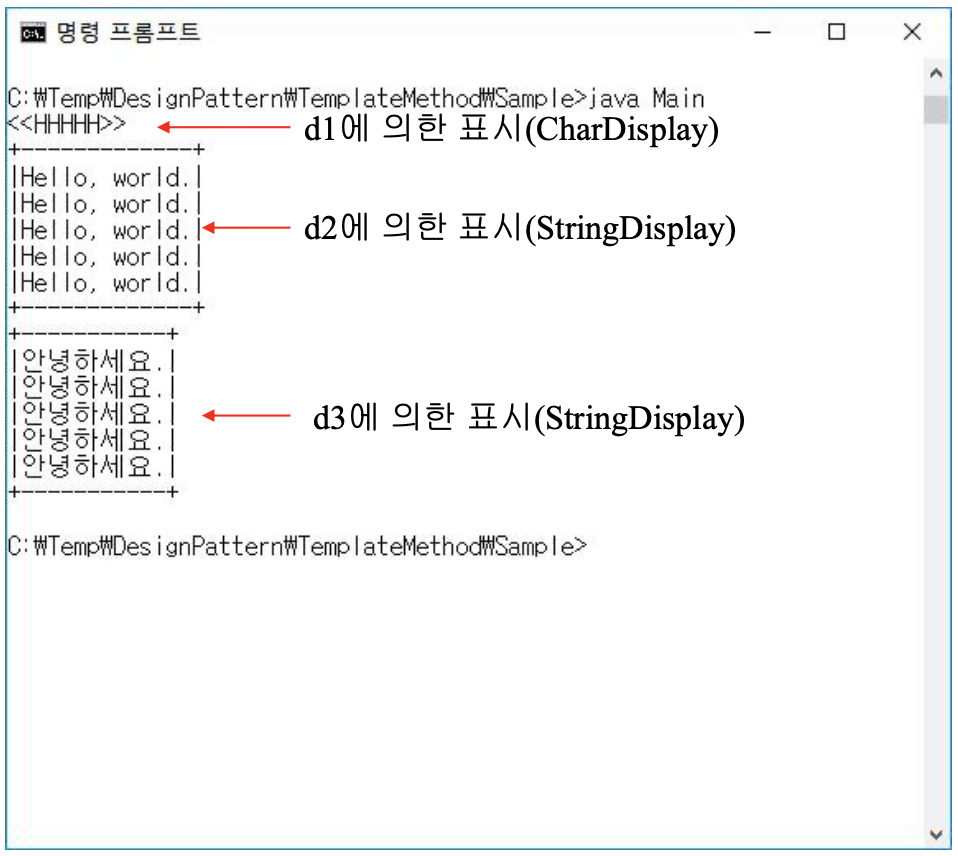 명령 프롬프트
C:₩Temp₩DesignPattern₩TemplateMethod₩Sample>java Main
<<HHHHH>>
d1에 의한 표시(CharDisplay)
+-------------+
|Hello, world.|
|Hello, world.|
|Hello, world.|
d2에 의한 표시(StringDisplay)
|Hello, world.|
|Hello, world.|
+-------------+
+-----------+
|안녕하세요.|
|안녕하세요.|
|안녕하세요.|
d3에 의한 표시(StringDisplay)
|안녕하세요.|
|안녕하세요.|
+-----------+
C:₩Temp₩DesignPattern₩TemplateMethod₩Sample>